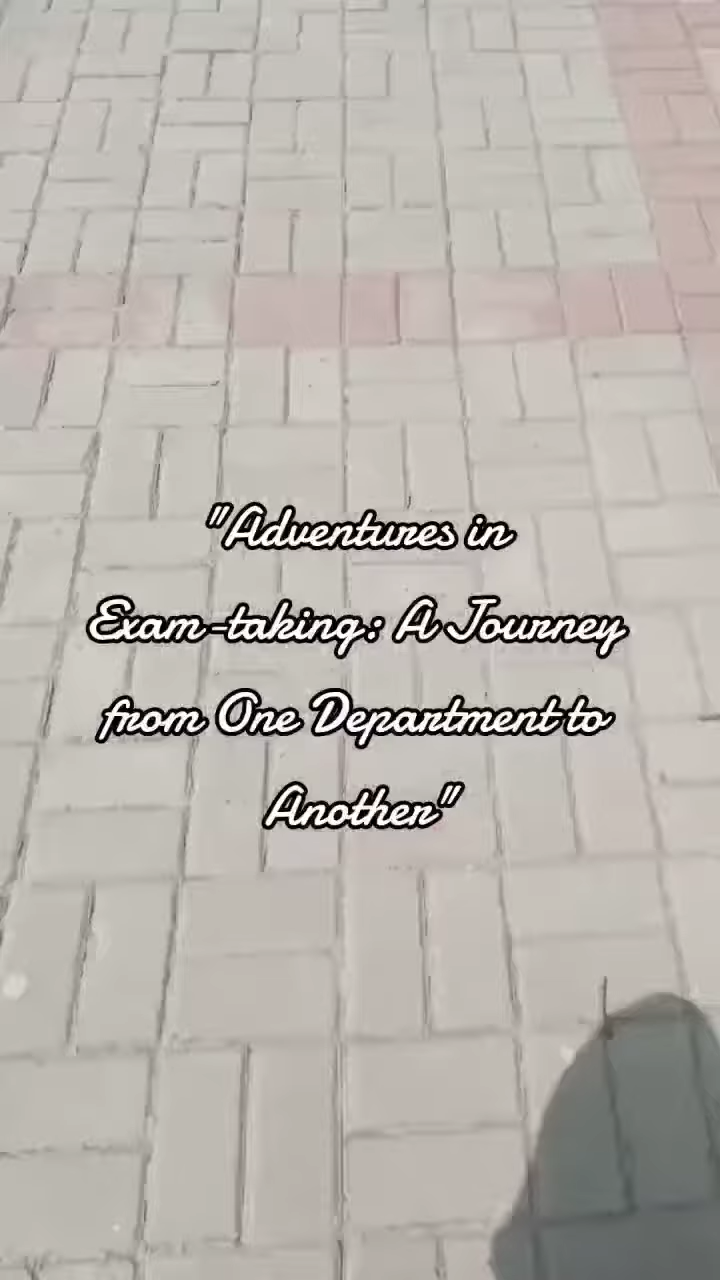 "Adventures in
Exam-taking: A Journey
from One Department to
Another"